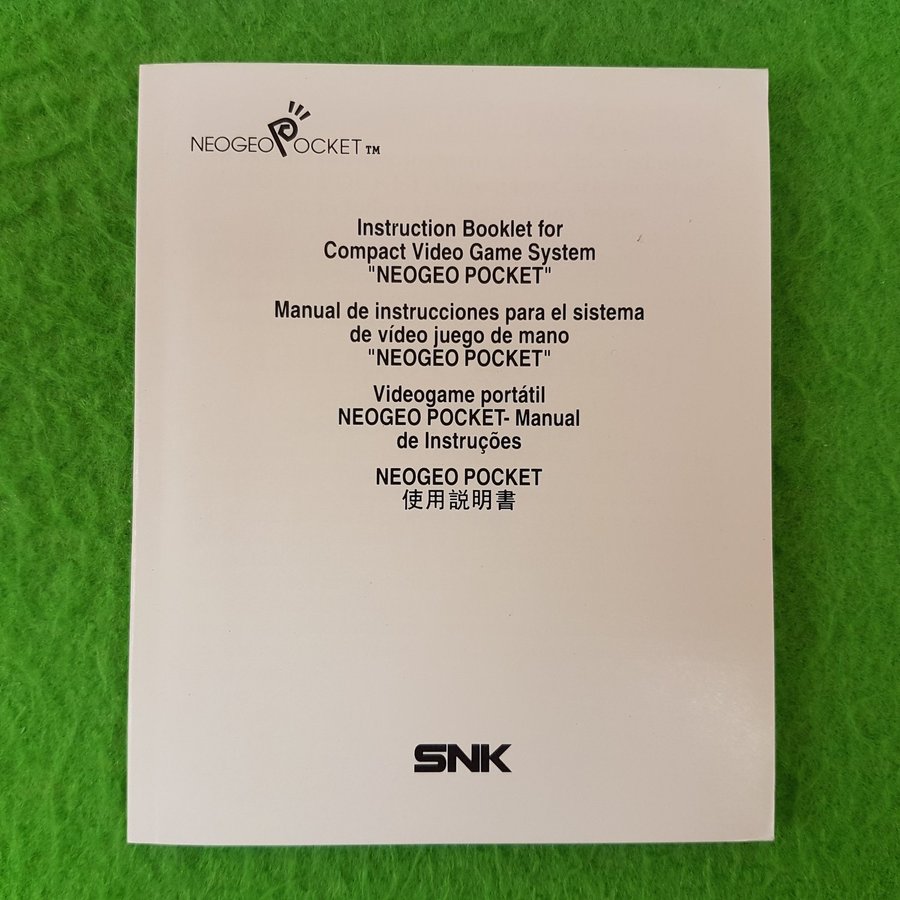 NEOGEO POCKET TM
Instruction Booklet for
Compact Video Game System
"NEOGEO POCKET"
Manual de instrucciones para el sistema
de vídeo juego de mano
"NEOGEO POCKET"
Videogame portátil
NEOGEO POCKET- Manual
de Instruções
NEOGEO POCKET
使用説明書
SNK